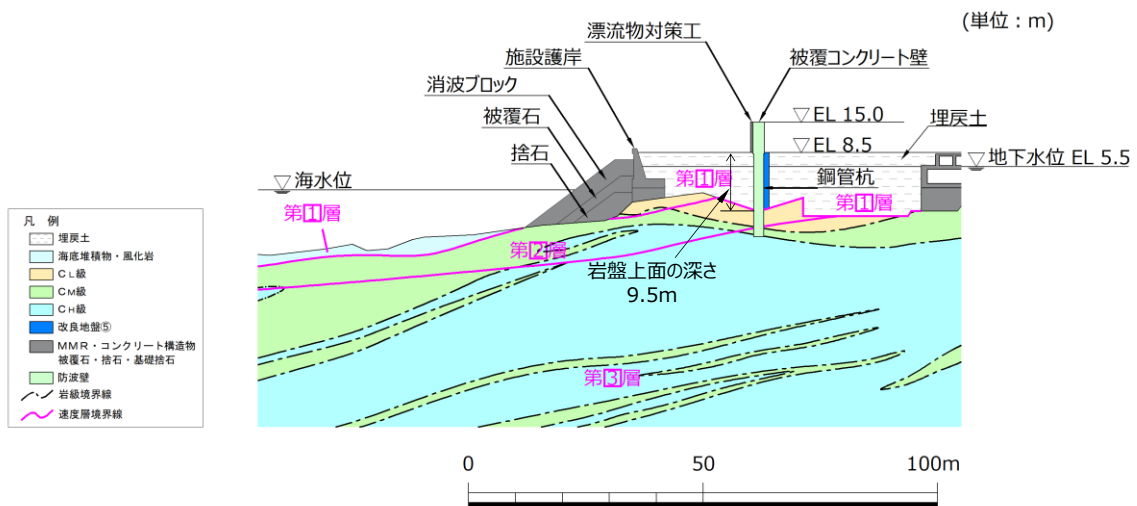 (単位：m)
漂流物対策工
施設護岸
被覆コンクリート壁
消波ブロック
EL 15.0
被覆石
埋戻土
EL 8.5
捨石
地下水位 EL 5.5
海水位
第1層
鋼管杭
第1層
第1層
第2層
岩盤上面の深さ
9.5m
第3層
凡 例
埋戻土
海底堆積物・風化岩
CL級
CM級
CH級
改良地盤⑤
MMR・コンクリート構造物
被覆石・捨石・基礎捨石
防波壁
岩級境界線
速度層境界線
0 50 100m